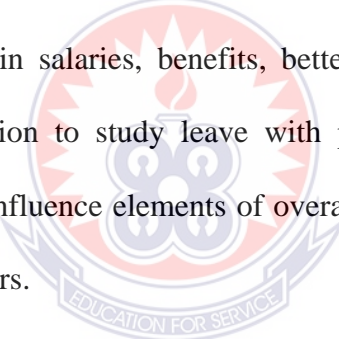 in salaries, benefits, bette
ion to study leave with
nfluence elements of overa
rs.
EDUCATION FOR SERVICE